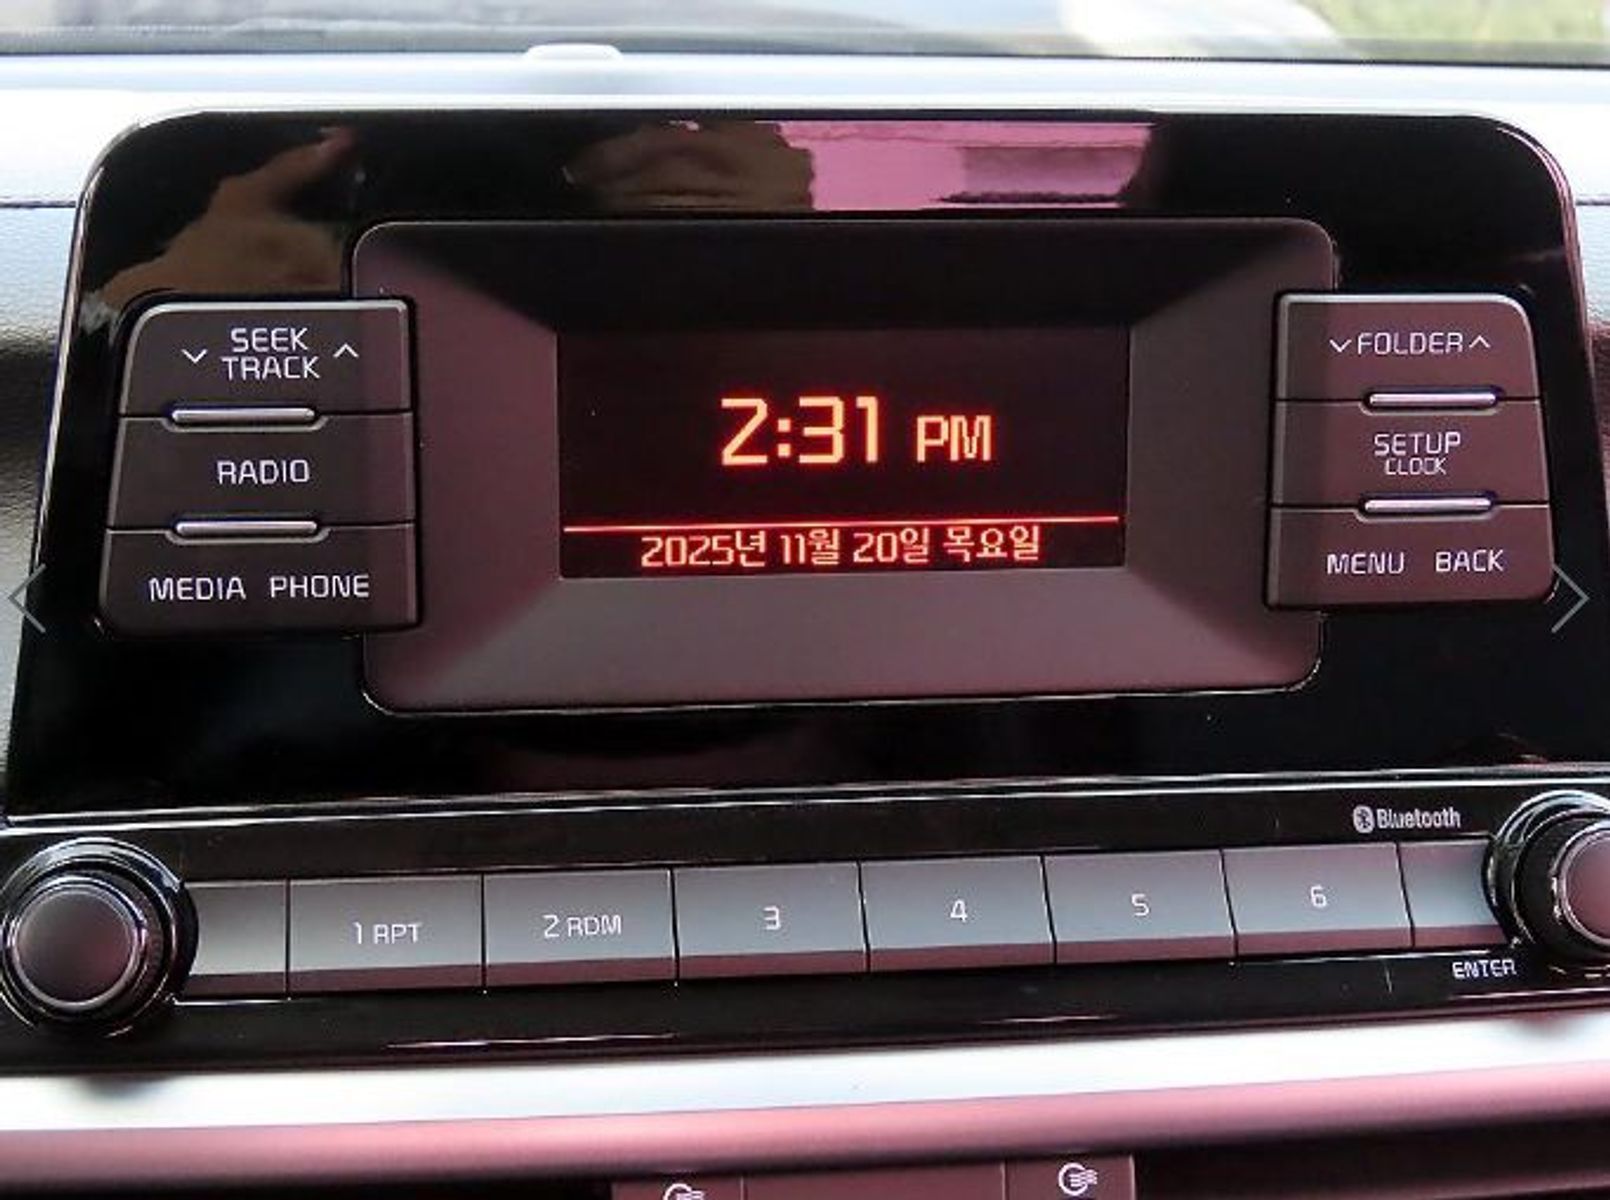 SEEK
TRACK
RADIO
MEDIA PHONE
2:31 PM
2025년 11월 20일 목요일
FOLDER
SETUP
CLOCK
MENU BACK
Bluetooth
1 RPT
2 RDM
3
4
5
6
ENTER